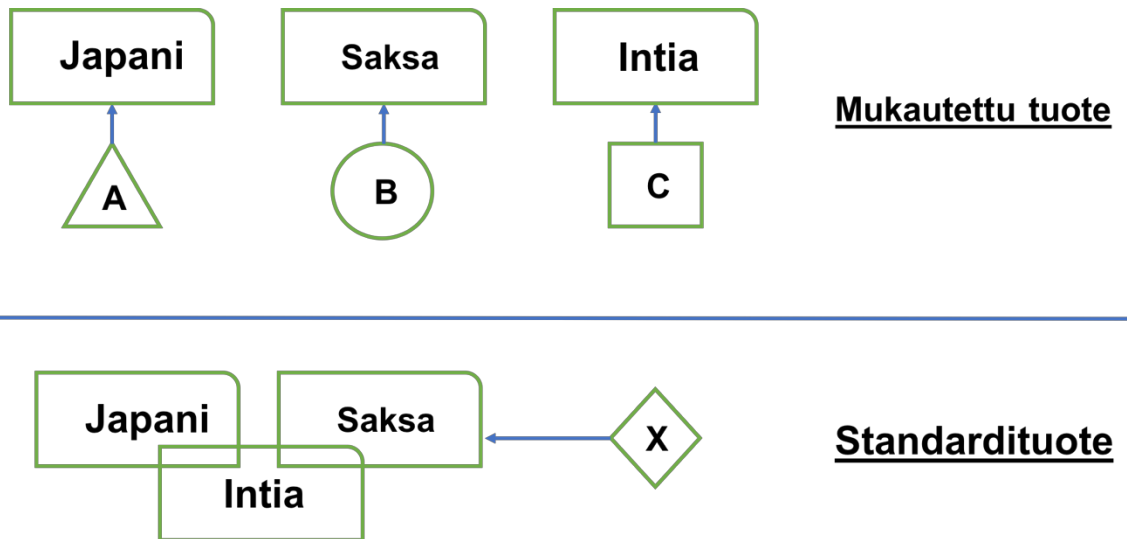 Japani
Saksa
Intia
Mukautettu tuote
A
B
C
Japani
Saksa
X
Standardituote
Intia